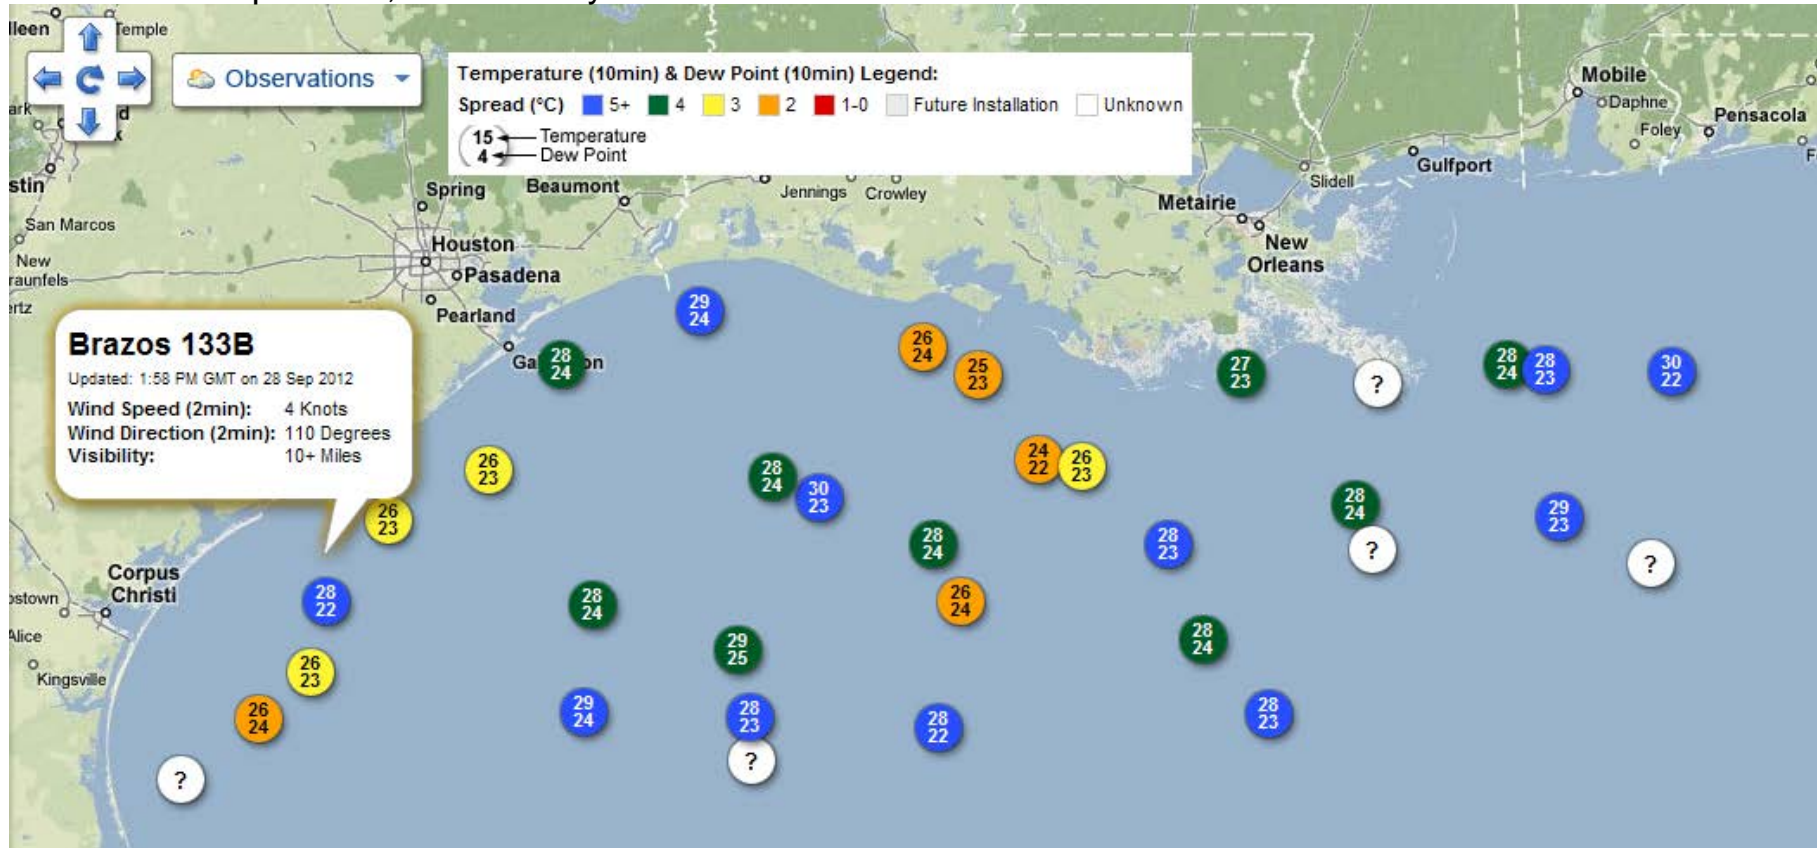 Temple
Observations
Temperature (10min) & Dew Point (10min) Legend:
Spread (°C) 5+ 4 3 2 1-0 Future Installation Unknown
15 Temperature
4 Dew Point
Mobile
Daphne
Pensacola
Foley
Gulfport
Slidell
Metairie
New
Orleans
Spring
Beaumont
Jennings
Crowley
San Marcos
Houston
Pasadena
New
raunfels
Pearland
Brazos 133B
Updated: 1:58 PM GMT on 28 Sep 2012
Wind Speed (2min): 4 Knots
Wind Direction (2min): 110 Degrees
Visibility: 10+ Miles
29
24
28
24
26
24
25
23
27
23
?
28
24
28
23
30
22
26
23
28
24
30
23
24
22
26
23
28
24
29
23
26
23
28
24
28
23
?
?
Corpus
Christi
28
22
28
24
26
24
Alice
Kingsville
26
23
29
25
28
24
26
24
29
24
28
23
28
22
28
23
?
?